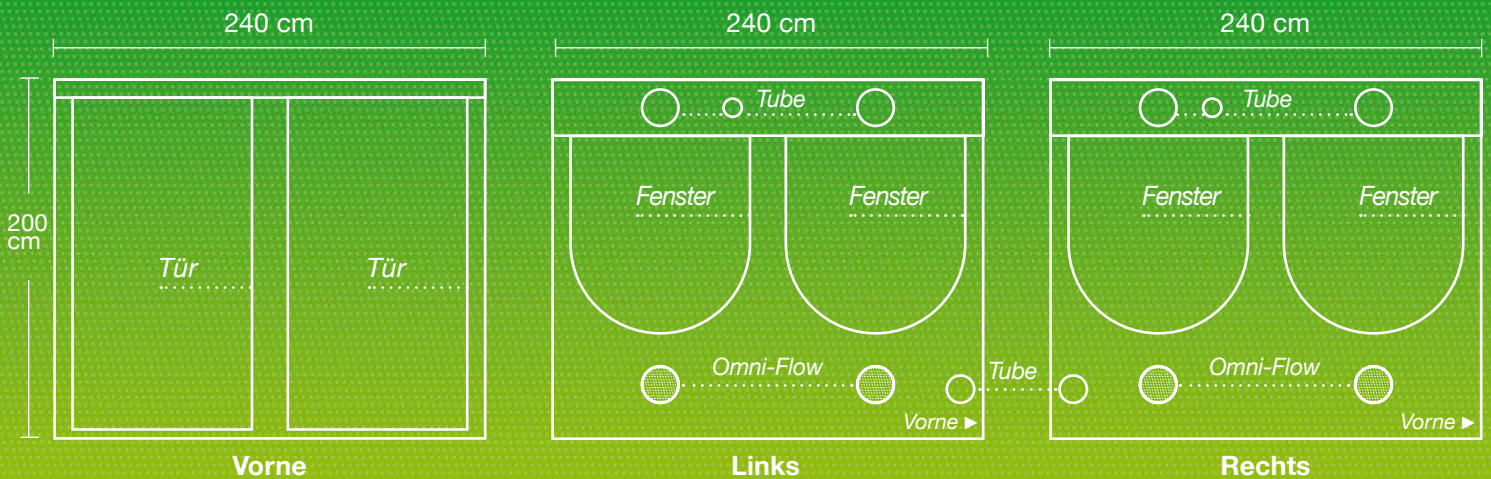 240 cm
240 cm
240 cm
Tube
Tube
Fenster
Fenster
Fenster
Fenster
200
cm
Tür
Tür
Omni-Flow
Tube
Omni-Flow
Vorne ►
Vorne ►
Vorne
Links
Rechts